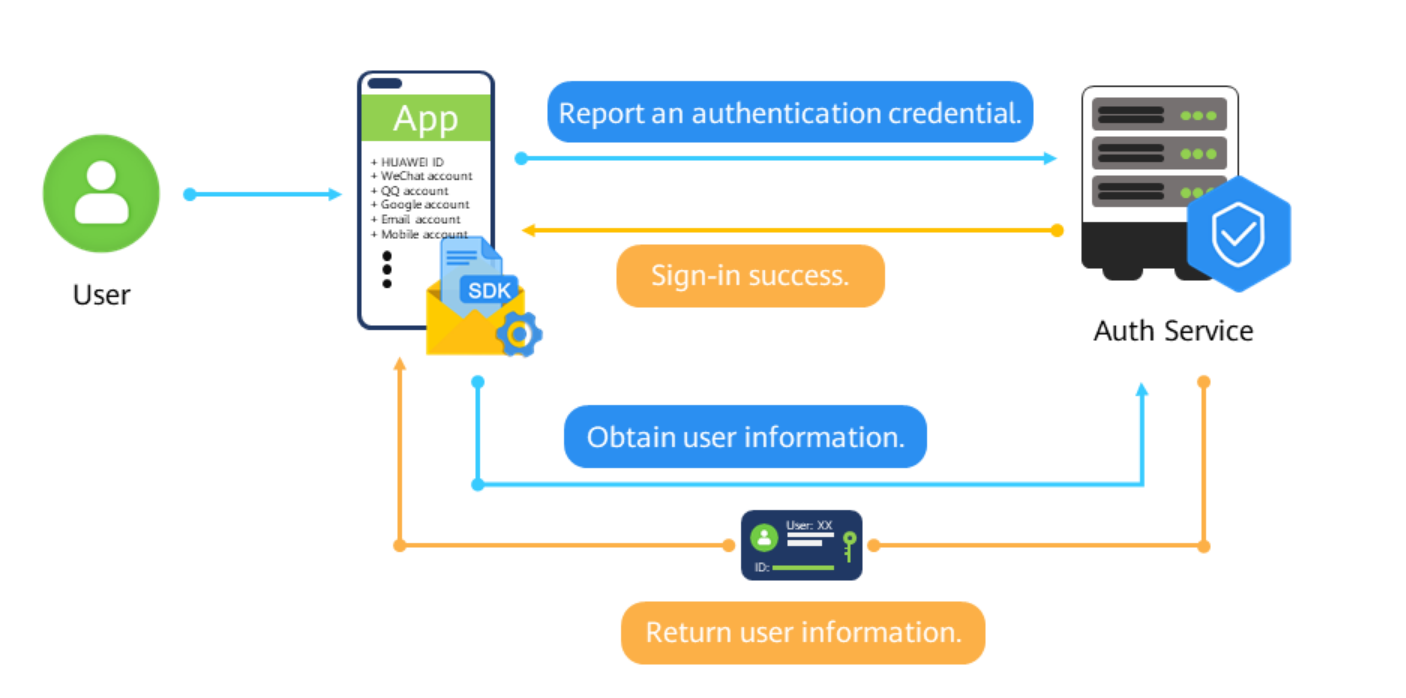 App
+ HUAWEI ID
+ WeChat account
+ QQ account
+ Google account
+ Email account
+ Mobile account
SDK
User
Report an authentication credential.
Sign-in success.
Auth Service
Obtain user information.
User: XX
ID:
Return user information.